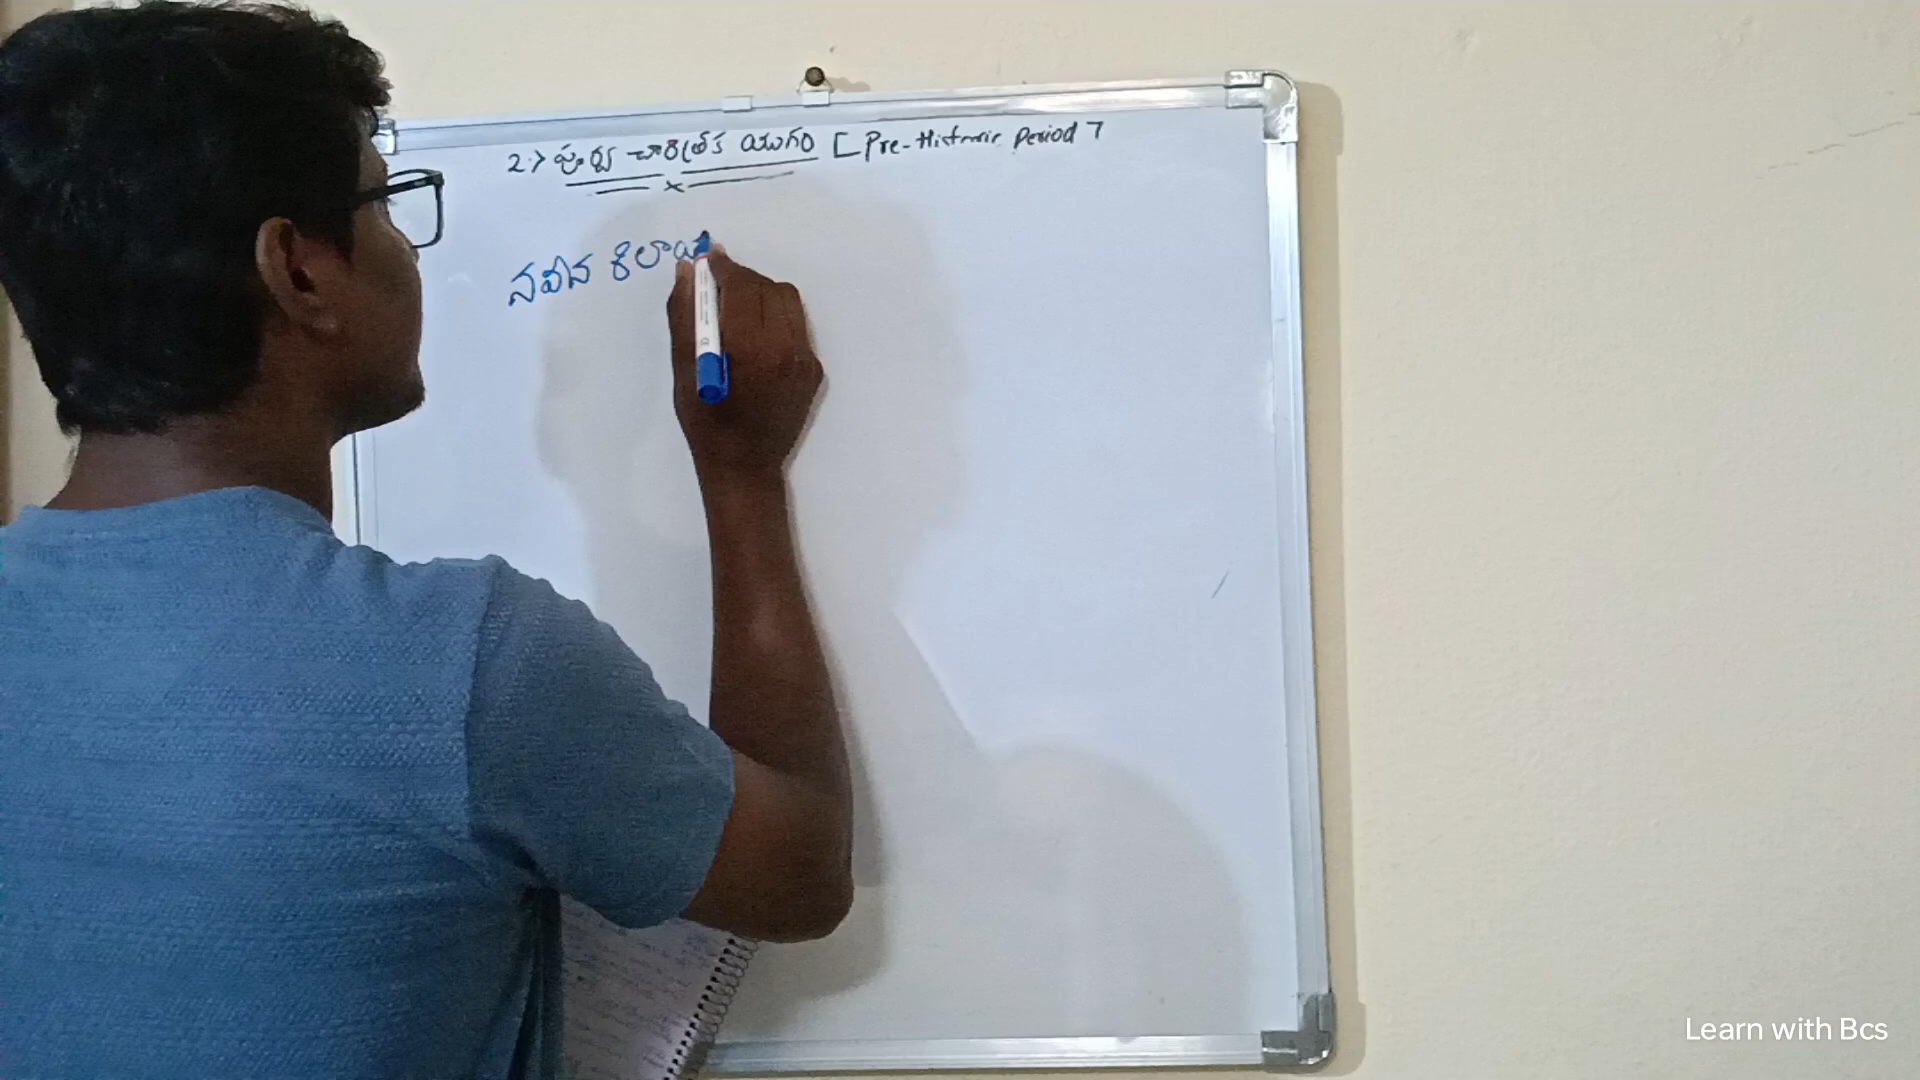 2.> పూర్వ చారిత్రక యుగం [Pre-Historic Period]
నవీన శిలాయ
Learn with Bcs